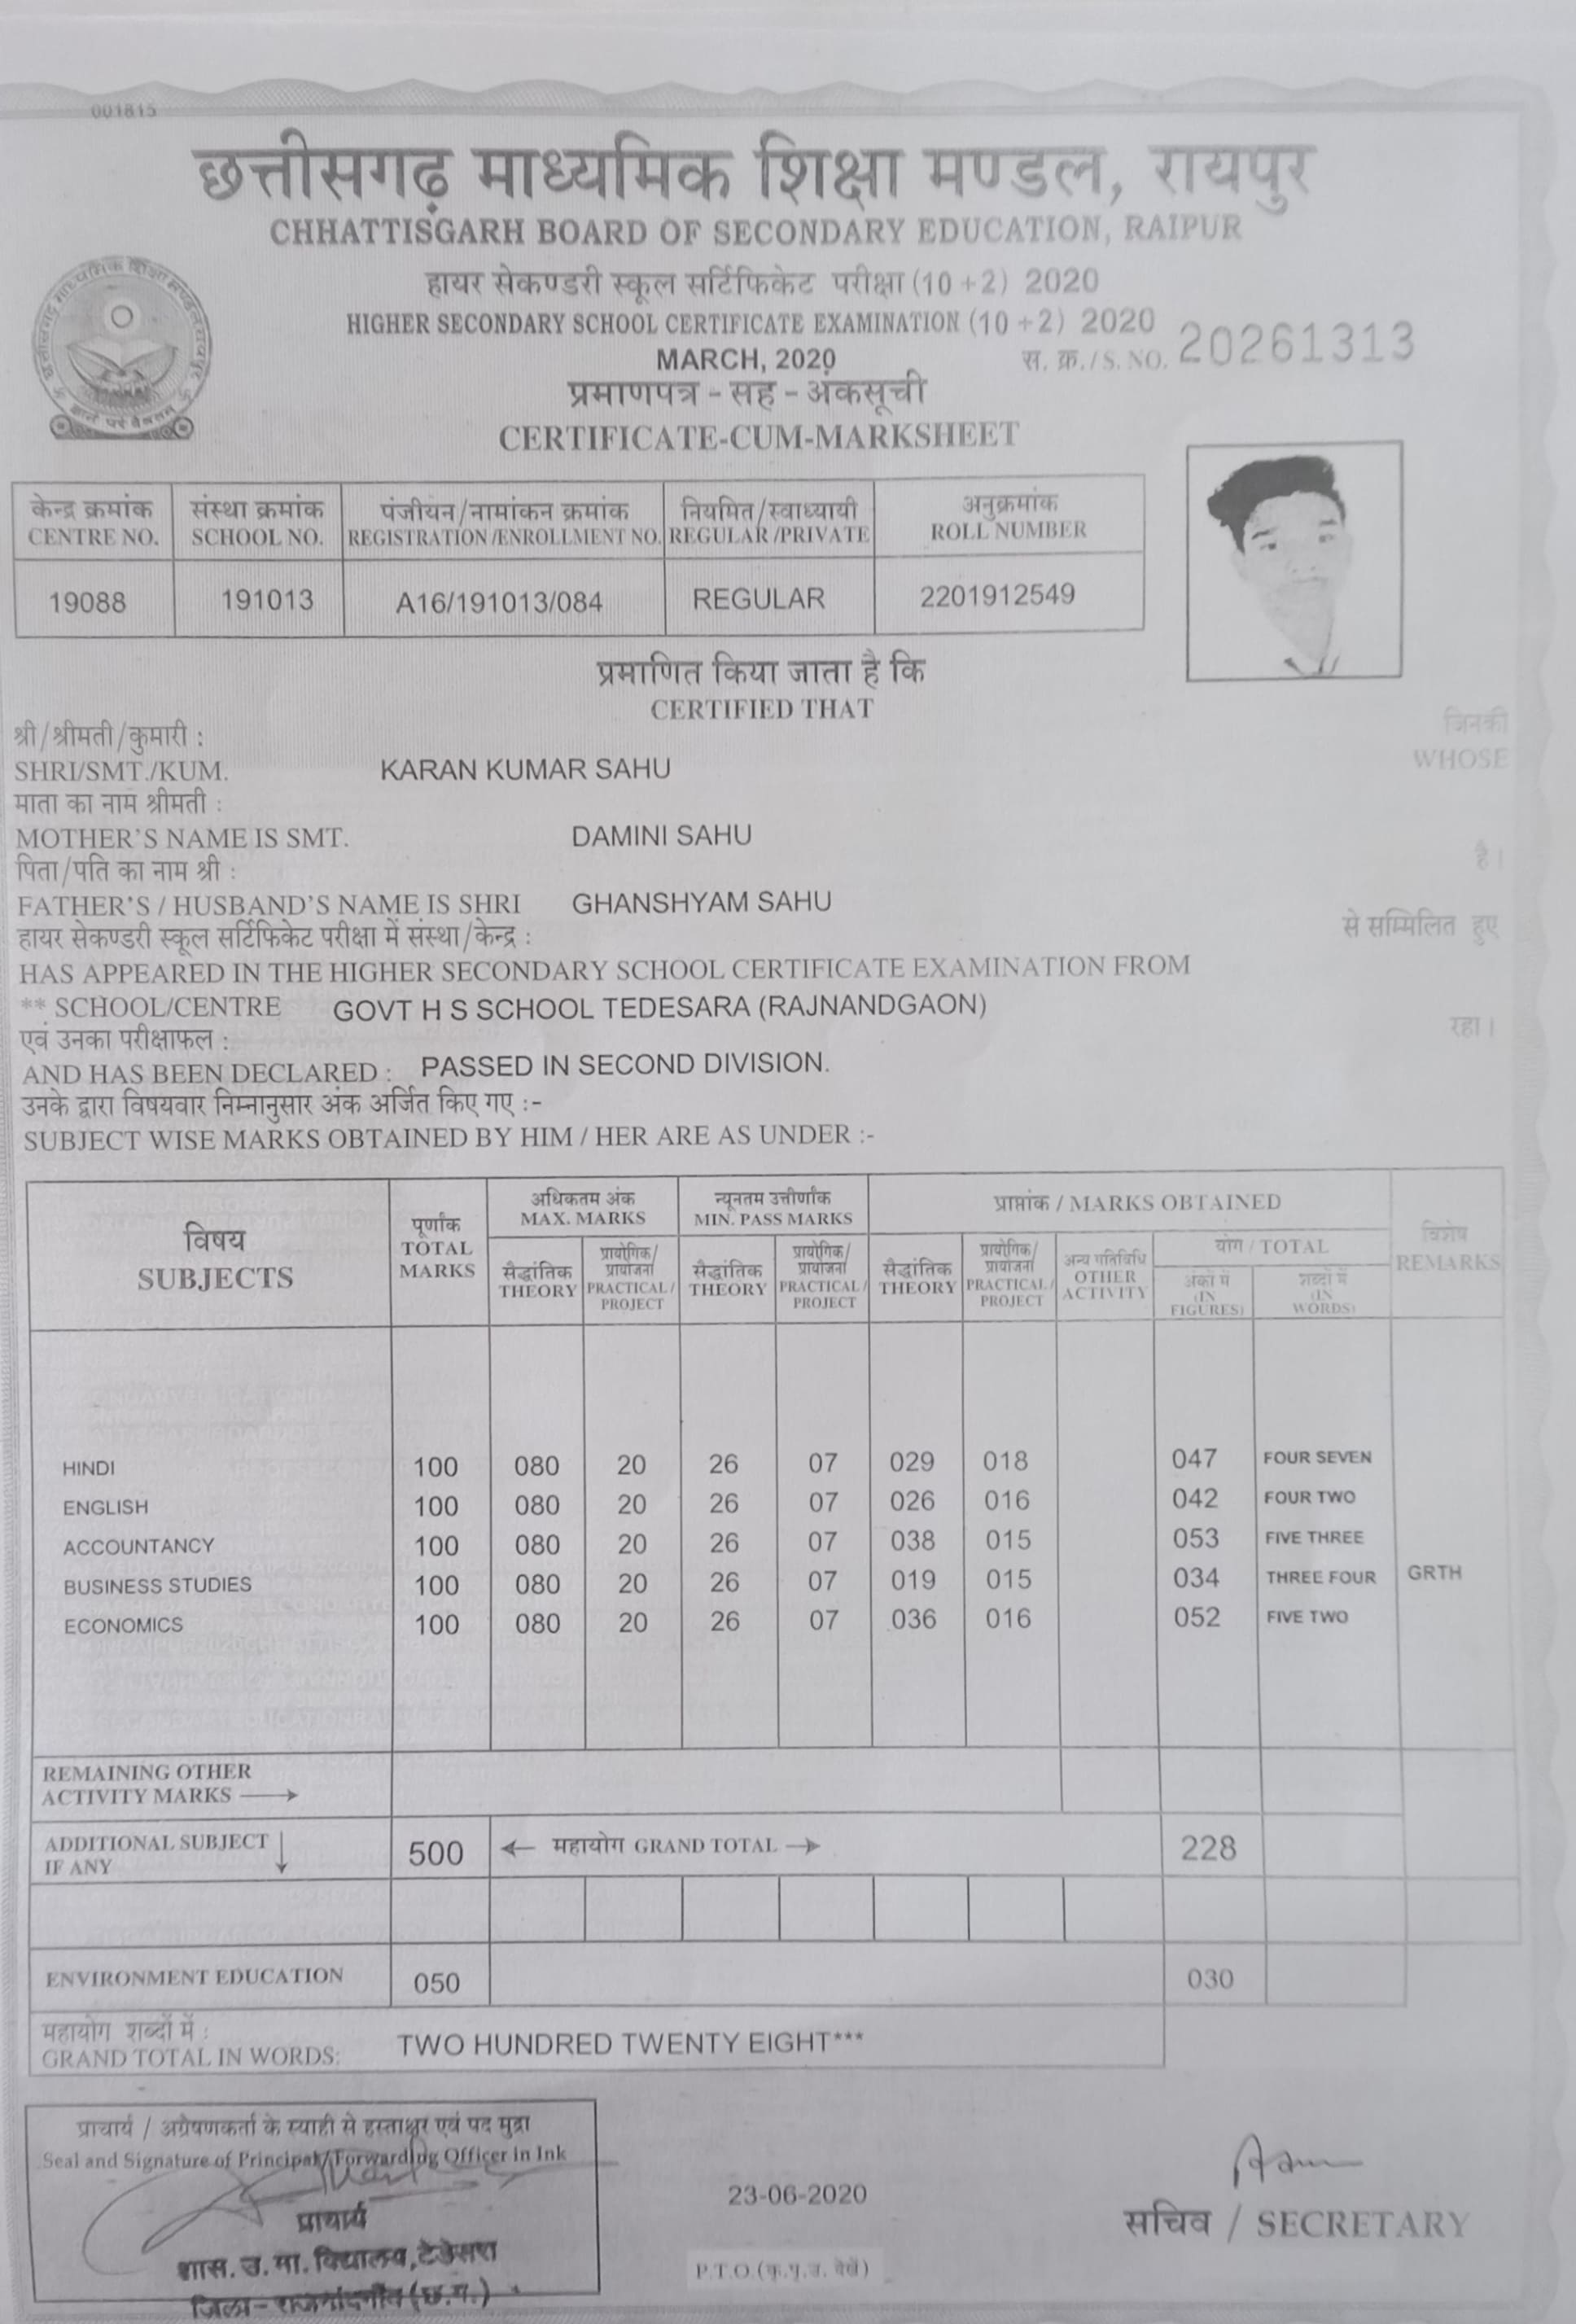 001815
छत्तीसगढ़ माध्यमिक शिक्षा मण्डल, रायपुर
CHHATTISGARH BOARD OF SECONDARY EDUCATION, RAIPUR
हायर सेकण्डरी स्कूल सर्टिफिकेट परीक्षा (10+2) 2020
HIGHER SECONDARY SCHOOL CERTIFICATE EXAMINATION (10+2) 2020
MARCH, 2020
स. क्र./S. NO. 20261313
प्रमाणपत्र - सह - अंकसूची
CERTIFICATE-CUM-MARKSHEET
केन्द्र क्रमांक संस्था क्रमांक पंजीयन/नामांकन क्रमांक नियमित/स्वाध्यायी अनुक्रमांक
CENTRE NO. SCHOOL NO. REGISTRATION/ENROLLMENT NO. REGULAR/PRIVATE ROLL NUMBER
19088 191013 A16/191013/084 REGULAR 2201912549
प्रमाणित किया जाता है कि
CERTIFIED THAT
श्री/श्रीमती/कुमारी : जिनकी
SHRI/SMT./KUM. KARAN KUMAR SAHU WHOSE
माता का नाम श्रीमती :
MOTHER'S NAME IS SMT. DAMINI SAHU
पिता/पति का नाम श्री : है।
FATHER'S / HUSBAND'S NAME IS SHRI GHANSHYAM SAHU
हायर सेकण्डरी स्कूल सर्टिफिकेट परीक्षा में संस्था/केन्द्र : से सम्मिलित हुए
HAS APPEARED IN THE HIGHER SECONDARY SCHOOL CERTIFICATE EXAMINATION FROM
** SCHOOL/CENTRE GOVT H S SCHOOL TEDESARA (RAJNANDGAON)
एवं उनका परीक्षाफल : रहा।
AND HAS BEEN DECLARED : PASSED IN SECOND DIVISION.
उनके द्वारा विषयवार निम्नानुसार अंक अर्जित किए गए :-
SUBJECT WISE MARKS OBTAINED BY HIM / HER ARE AS UNDER :-
विषय पूर्णांक अधिकतम अंक न्यूनतम उत्तीर्णांक प्राप्तांक / MARKS OBTAINED विशेष
SUBJECTS TOTAL MARKS MAX. MARKS MIN. PASS MARKS REMARKS
सैद्धांतिक प्रायोगिक/प्रायोजना सैद्धांतिक प्रायोगिक/प्रायोजना सैद्धांतिक प्रायोगिक/प्रायोजना अन्य गतिविधि योग / TOTAL
THEORY PRACTICAL/PROJECT THEORY PRACTICAL/PROJECT THEORY PRACTICAL/PROJECT OTHER ACTIVITY अंकों में (IN FIGURES) शब्दों में (IN WORDS)
HINDI 100 080 20 26 07 029 018 047 FOUR SEVEN
ENGLISH 100 080 20 26 07 026 016 042 FOUR TWO
ACCOUNTANCY 100 080 20 26 07 038 015 053 FIVE THREE
BUSINESS STUDIES 100 080 20 26 07 019 015 034 THREE FOUR GRTH
ECONOMICS 100 080 20 26 07 036 016 052 FIVE TWO
REMAINING OTHER
ACTIVITY MARKS →
ADDITIONAL SUBJECT ↓
IF ANY
500 ← महायोग GRAND TOTAL → 228
ENVIRONMENT EDUCATION 050 030
महायोग शब्दों में :
GRAND TOTAL IN WORDS: TWO HUNDRED TWENTY EIGHT***
प्राचार्य / अग्रेषणकर्ता के स्याही से हस्ताक्षर एवं पद मुद्रा
Seal and Signature of Principal/Forwarding Officer in Ink
प्राचार्य
शास. उ. मा. विद्यालय, टेडेसरा
जिला - राजनांदगाँव (छ.ग.)
23-06-2020
सचिव / SECRETARY
P.T.O. (कृ.पृ.उ. देखें)